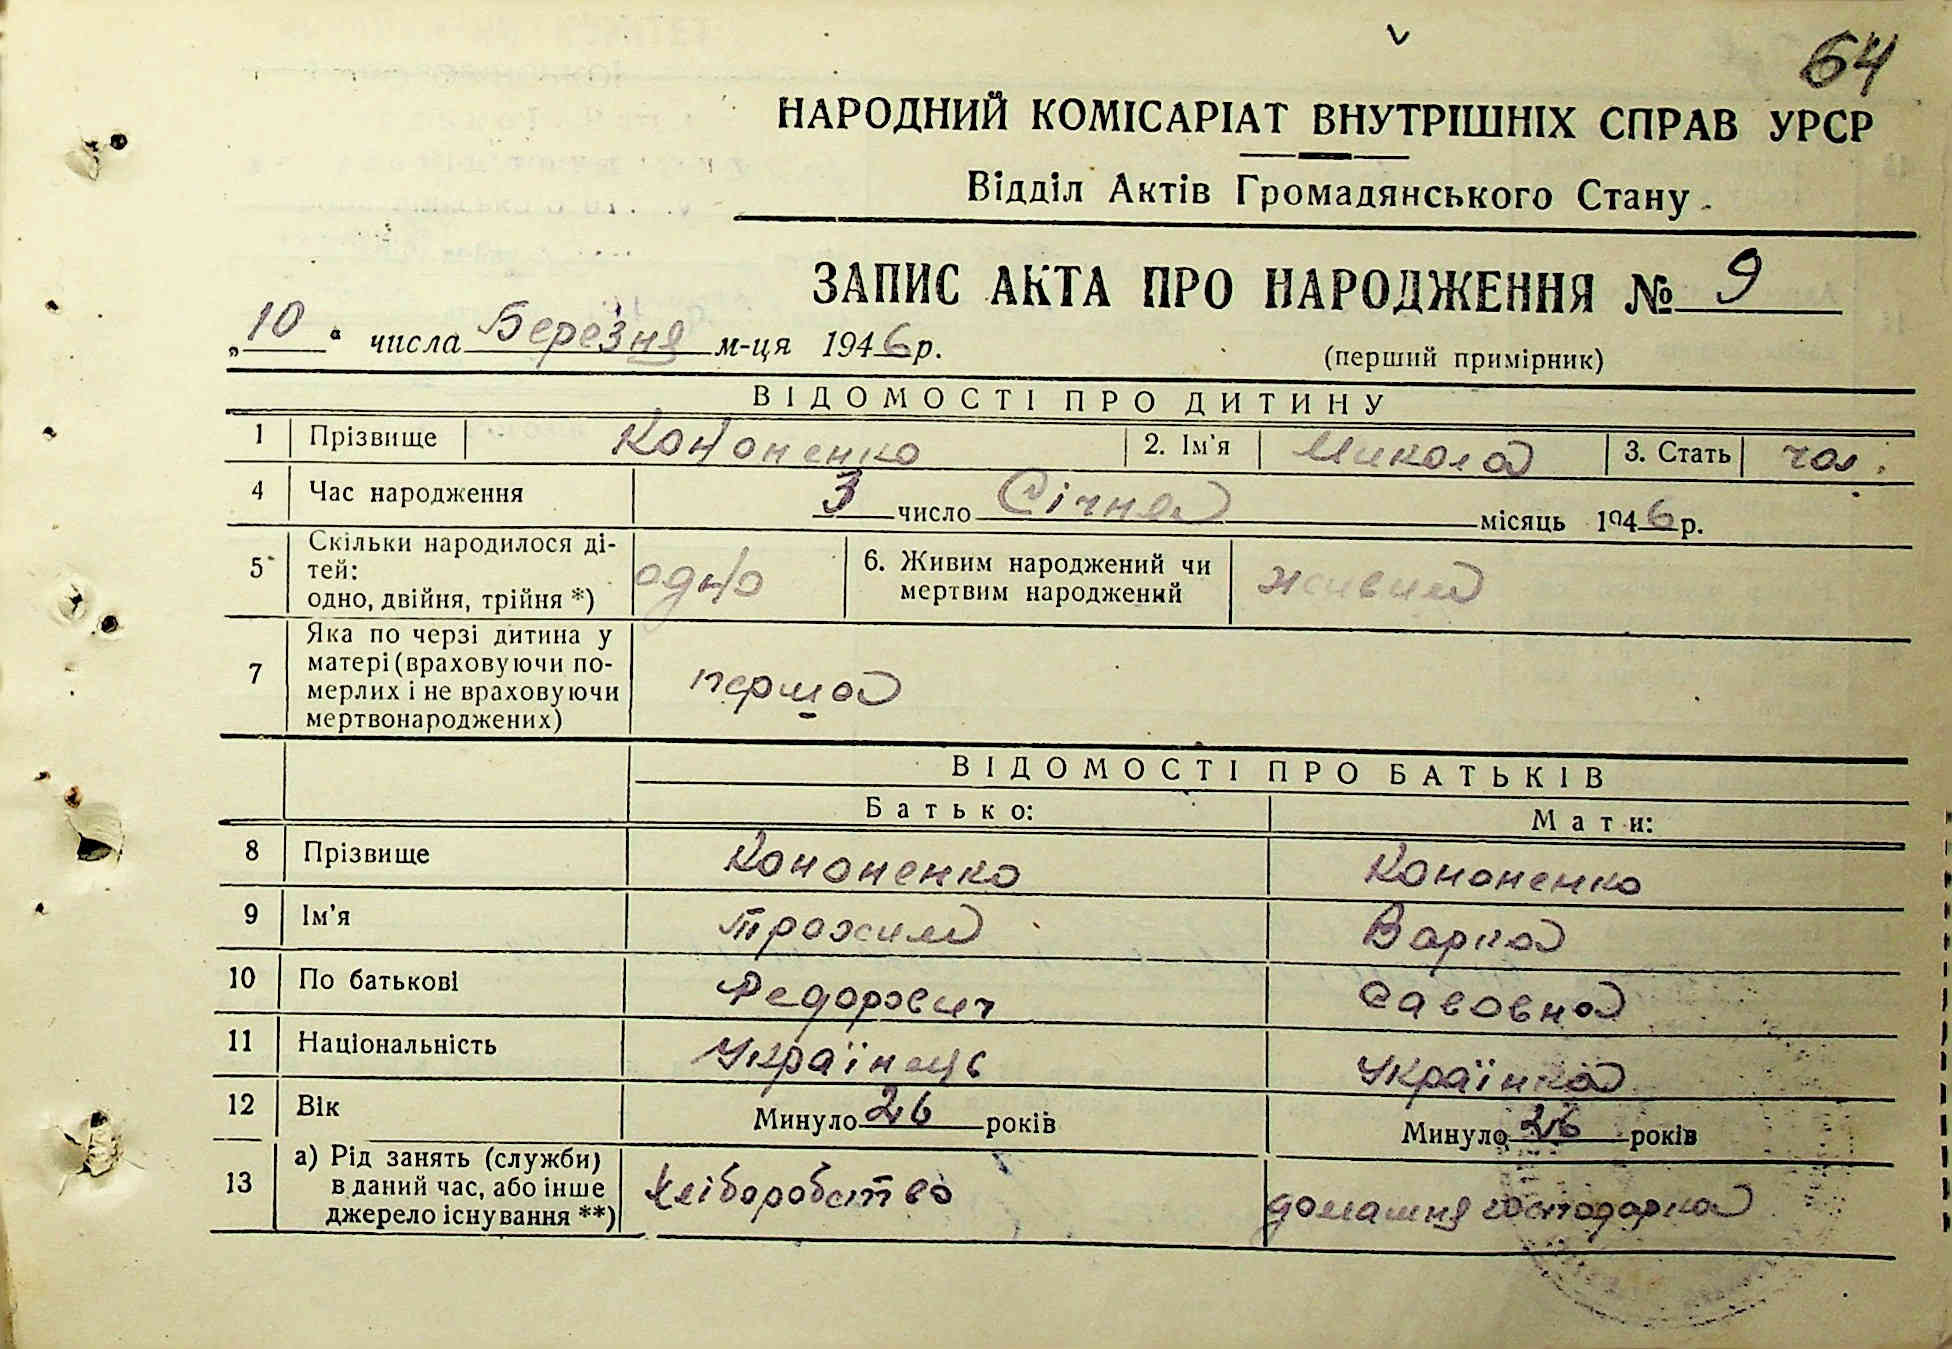 64
НАРОДНИЙ КОМІСАРІАТ ВНУТРІШНІХ СПРАВ УРСР
Відділ Актів Громадянського Стану
ЗАПИС АКТА ПРО НАРОДЖЕННЯ № 9
„10“ числа Березня м-ця 1946 р.
(перший примірник)
ВІДОМОСТІ ПРО ДИТИНУ
1 Прізвище Кононенко 2. Ім'я Микола 3. Стать чол.
4 Час народження 3 число Січня місяць 1946 р.
5 Скільки народилося ді-
тей:
одно, двійня, трійня *) одно
6. Живим народжений чи
мертвим народжений живим
7 Яка по черзі дитина у
матері (враховуючи по-
мерлих і не враховуючи
мертвонароджених) перша
ВІДОМОСТІ ПРО БАТЬКІВ
Батько: Мати:
8 Прізвище Кононенко Кононенко
9 Ім'я Трохим Варка
10 По батькові Федорович Савовна
11 Національність Українець Українка
12 Вік Минуло 26 років Минуло 26 років
13 а) Рід занять (служби)
в даний час, або інше
джерело існування **) хліборобство домашня господарка